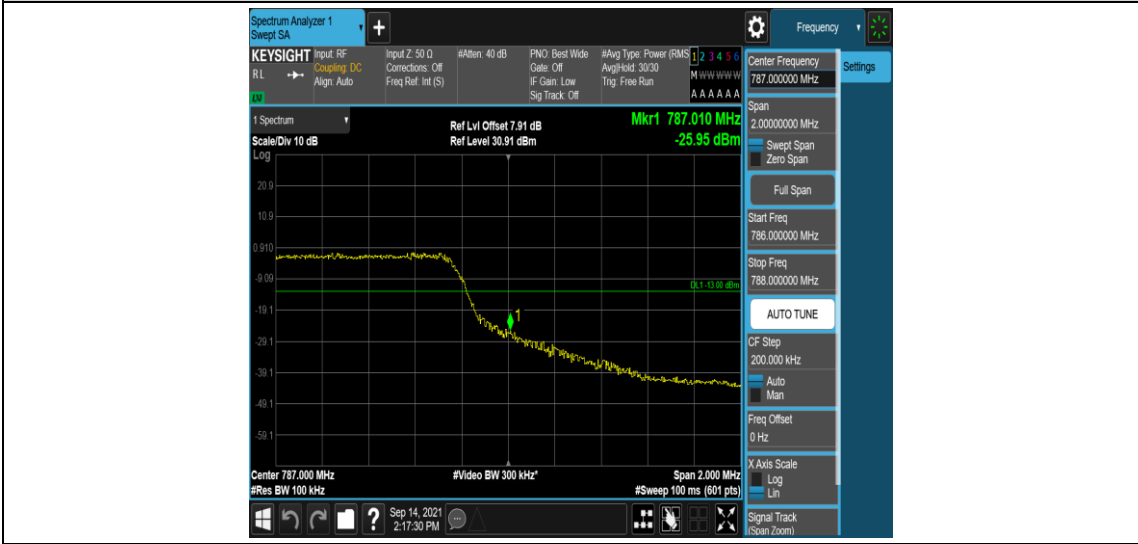 Spectrum Analyzer 1
Swept SA
+
Frequency
KEYSIGHT
RL
LM
Input: RF
Coupling: DC
Align: Auto
Input Z: 50 Ω
Corrections: Off
Freq Ref: Int (S)
#Atten: 40 dB
PNO: Best Wide
Gate: Off
IF Gain: Low
Sig Track: Off
#Avg Type: Power (RMS
Avg|Hold: 30/30
Trig: Free Run
1 2 3 4 5 6
M W W W W W
A A A A A A
1 Spectrum
Scale/Div 10 dB
Ref Lvl Offset 7.91 dB
Ref Level 30.91 dBm
Mkr1 787.010 MHz
-25.95 dBm
Log
20.9
10.9
0.910
-9.09
-19.1
-29.1
-39.1
-49.1
-59.1
DL1 -13.00 dBm
1
Center 787.000 MHz
#Res BW 100 kHz
#Video BW 300 kHz*
Span 2.000 MHz
#Sweep 100 ms (601 pts)
?
Sep 14, 2021
2:17:30 PM
Center Frequency
787.000000 MHz
Settings
Span
2.00000000 MHz
Swept Span
Zero Span
Full Span
Start Freq
786.000000 MHz
Stop Freq
788.000000 MHz
AUTO TUNE
CF Step
200.000 kHz
Auto
Man
Freq Offset
0 Hz
X Axis Scale
Log
Lin
Signal Track
(Span Zoom)